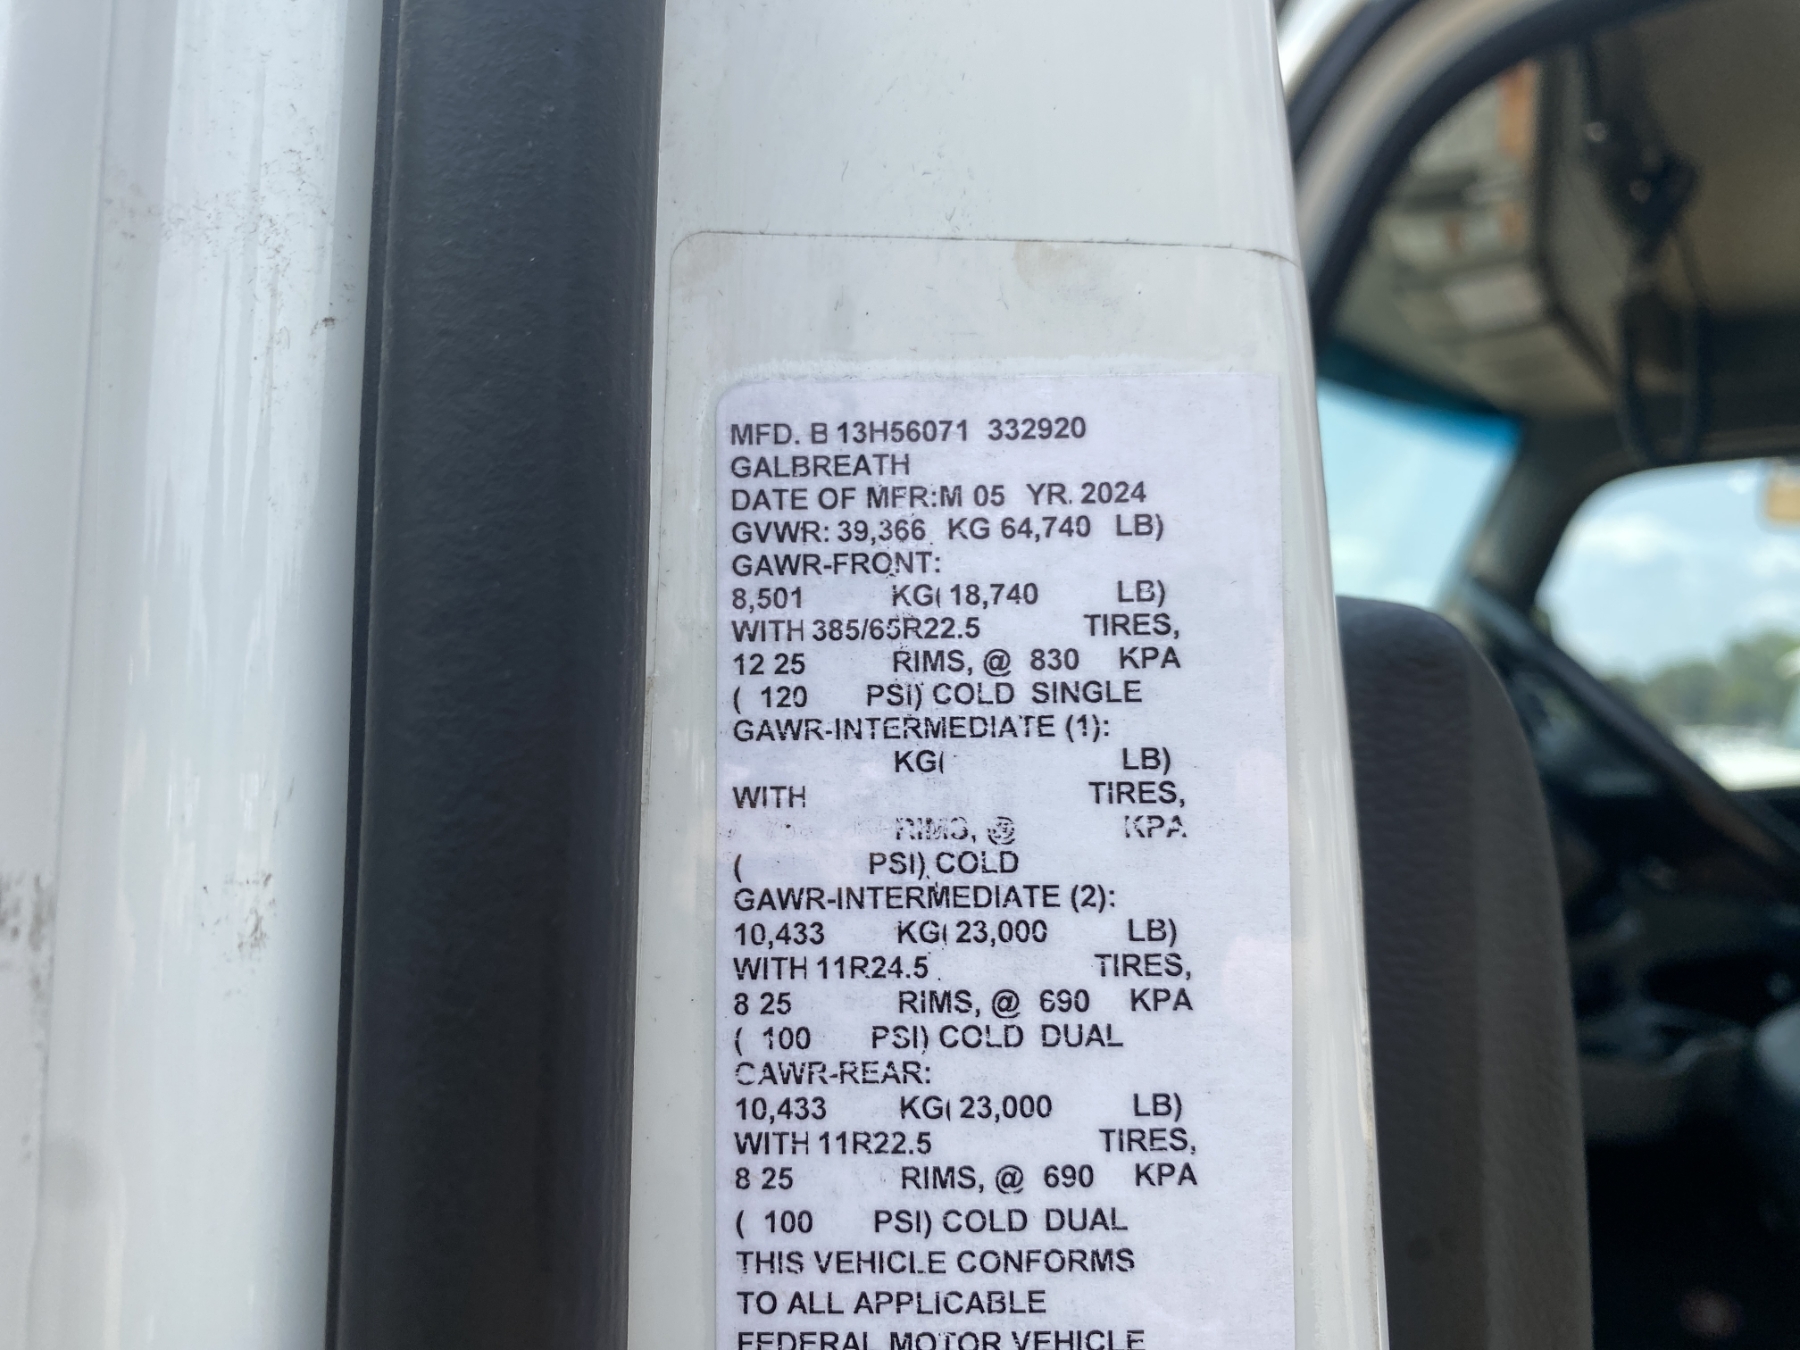 MFD. B 13H56071 332920
GALBREATH
DATE OF MFR:M 05 YR. 2024
GVWR: 39,366 KG 64,740 LB)
GAWR-FRONT:
8,501 KG( 18,740 LB)
WITH 385/65R22.5 TIRES,
12 25 RIMS, @ 830 KPA
( 120 PSI) COLD SINGLE
GAWR-INTERMEDIATE (1):
KG( LB)
WITH TIRES,
RIMS, @ KPA
( PSI) COLD
GAWR-INTERMEDIATE (2):
10,433 KG( 23,000 LB)
WITH 11R24.5 TIRES,
8 25 RIMS, @ 690 KPA
( 100 PSI) COLD DUAL
GAWR-REAR:
10,433 KG( 23,000 LB)
WITH 11R22.5 TIRES,
8 25 RIMS, @ 690 KPA
( 100 PSI) COLD DUAL
THIS VEHICLE CONFORMS
TO ALL APPLICABLE
FEDERAL MOTOR VEHICLE